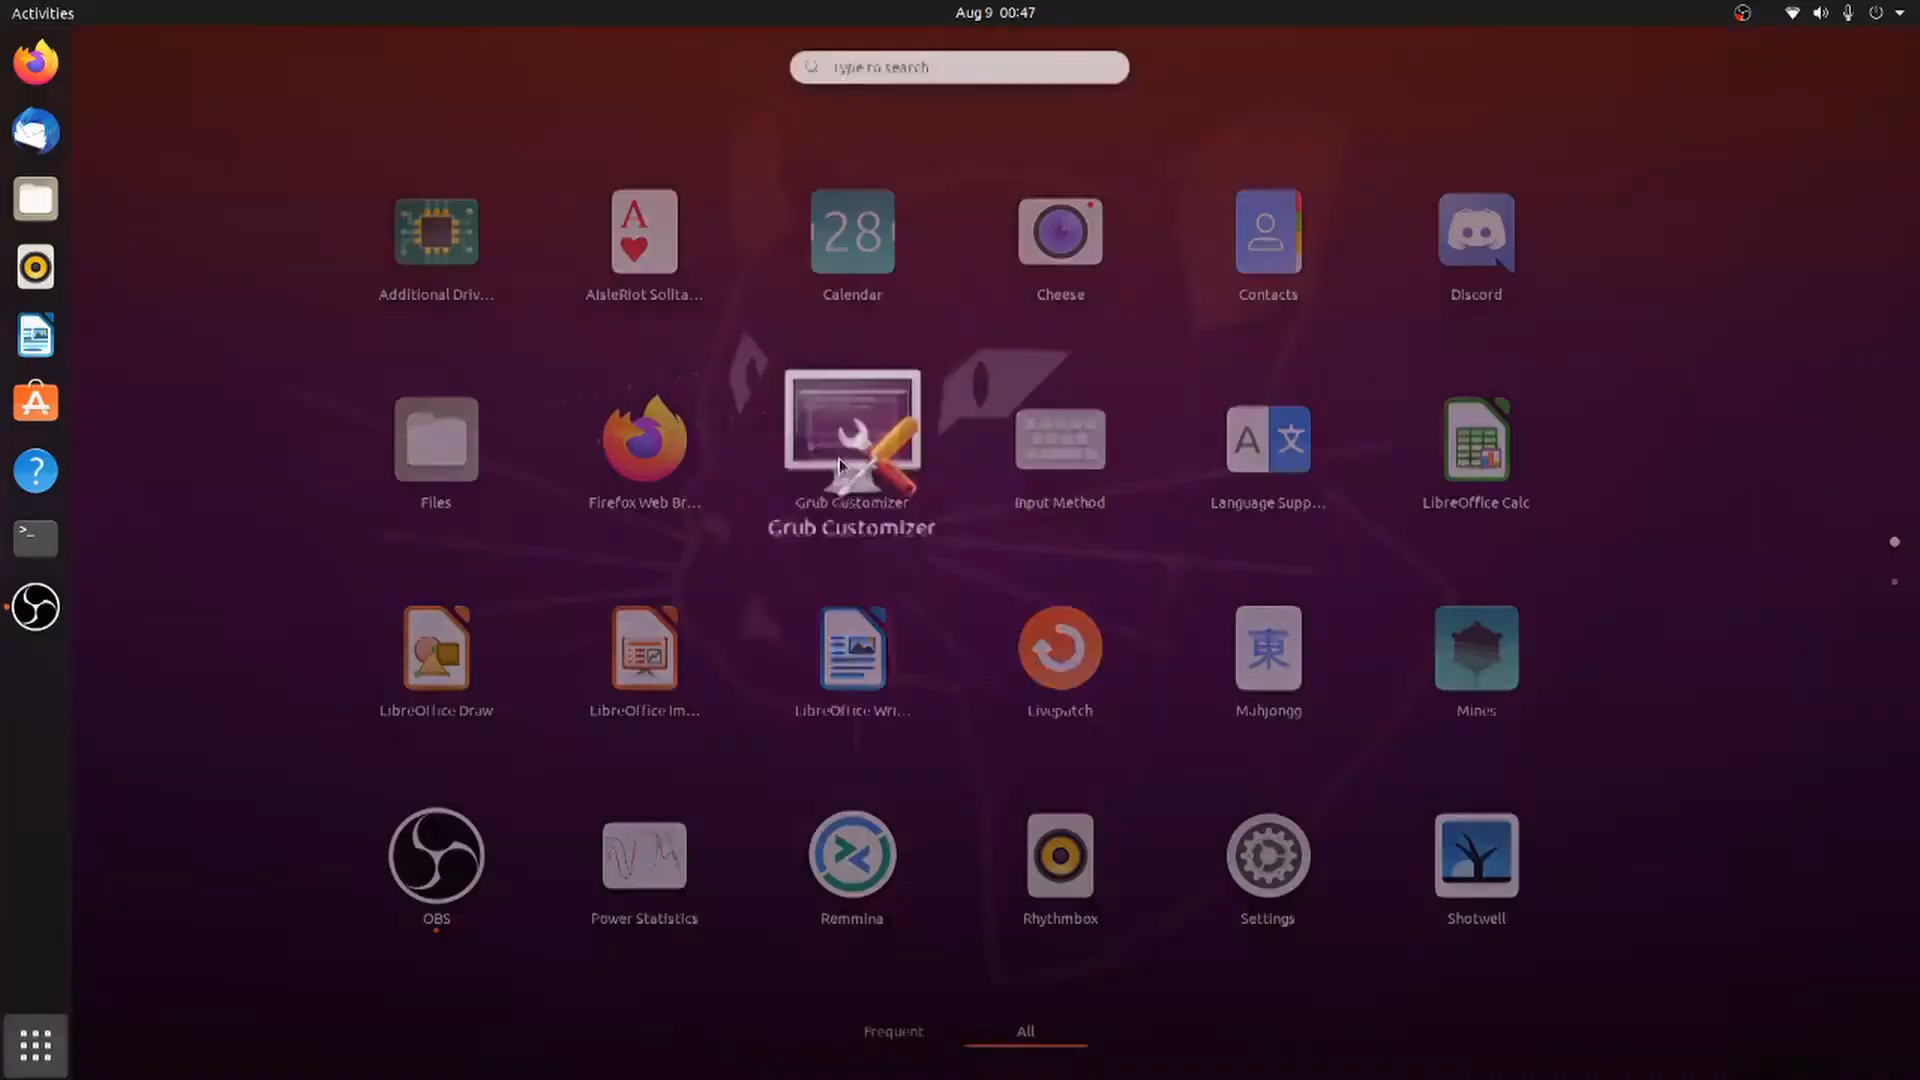 Activities
Aug 9 00:47
Type to search
28
A
Additional Driv...
AisleRiot Solita...
Calendar
Cheese
Contacts
Discord
A 文
Files
Firefox Web Br...
Grub Customizer
Grub Customizer
Input Method
Language Supp...
LibreOffice Calc
東
LibreOffice Draw
LibreOffice Im...
LibreOffice Wri...
Livepatch
Mahjongg
Mines
OBS
Power Statistics
Remmina
Rhythmbox
Settings
Shotwell
Frequent
All